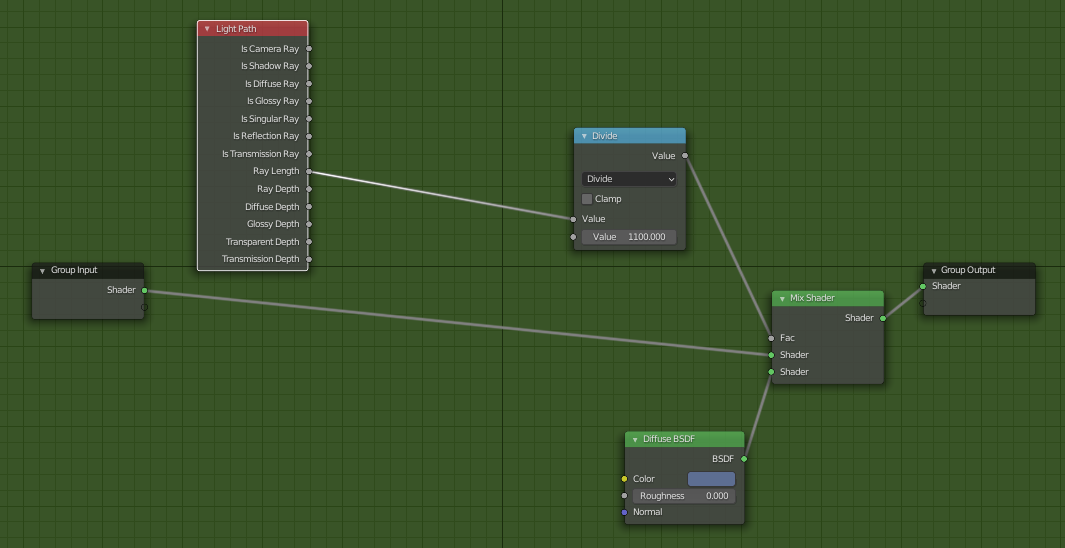 Light Path
Is Camera Ray
Is Shadow Ray
Is Diffuse Ray
Is Glossy Ray
Is Singular Ray
Is Reflection Ray
Is Transmission Ray
Ray Length
Ray Depth
Diffuse Depth
Glossy Depth
Transparent Depth
Transmission Depth
Divide
Value
Divide
Clamp
Value
Value 1100.000
Group Input
Shader
Mix Shader
Shader
Fac
Shader
Shader
Group Output
Shader
Diffuse BSDF
BSDF
Color
Roughness 0.000
Normal